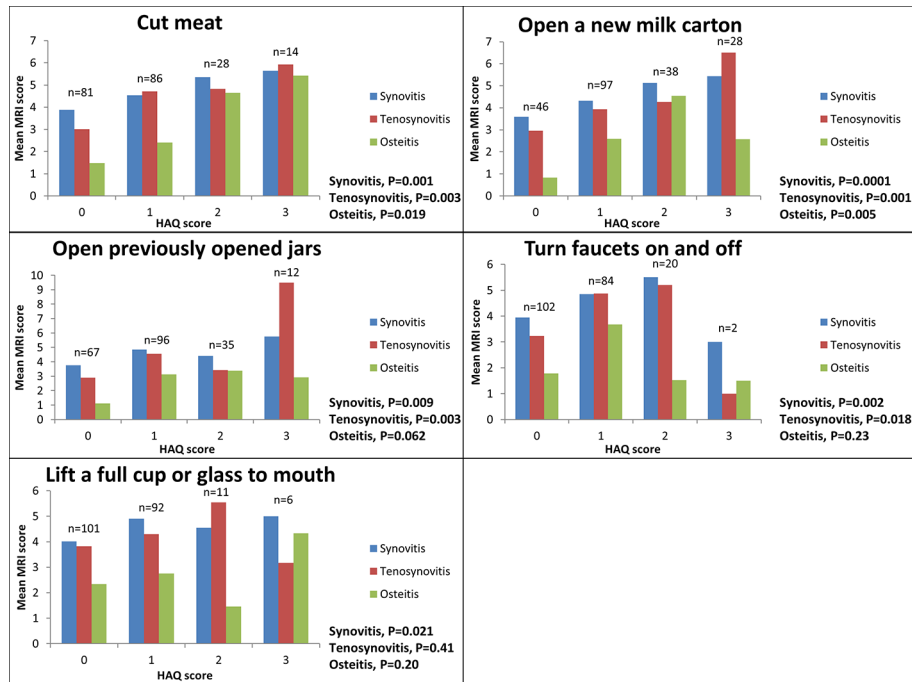 Cut meat
Mean MRI score
7
6
5
4
3
2
1
0
n=81
n=86
n=28
n=14
0 1 2 3
HAQ score
Synovitis
Tenosynovitis
Osteitis
Synovitis, P=0.001
Tenosynovitis, P=0.003
Osteitis, P=0.019
Open a new milk carton
Mean MRI score
7
6
5
4
3
2
1
0
n=46
n=97
n=38
n=28
0 1 2 3
HAQ score
Synovitis
Tenosynovitis
Osteitis
Synovitis, P=0.0001
Tenosynovitis, P=0.001
Osteitis, P=0.005
Open previously opened jars
Mean MRI score
10
9
8
7
6
5
4
3
2
1
0
n=67
n=96
n=35
n=12
0 1 2 3
HAQ score
Synovitis
Tenosynovitis
Osteitis
Synovitis, P=0.009
Tenosynovitis, P=0.003
Osteitis, P=0.062
Turn faucets on and off
Mean MRI score
6
5
4
3
2
1
0
n=102
n=84
n=20
n=2
0 1 2 3
HAQ score
Synovitis
Tenosynovitis
Osteitis
Synovitis, P=0.002
Tenosynovitis, P=0.018
Osteitis, P=0.23
Lift a full cup or glass to mouth
Mean MRI score
6
5
4
3
2
1
0
n=101
n=92
n=11
n=6
0 1 2 3
HAQ score
Synovitis
Tenosynovitis
Osteitis
Synovitis, P=0.021
Tenosynovitis, P=0.41
Osteitis, P=0.20